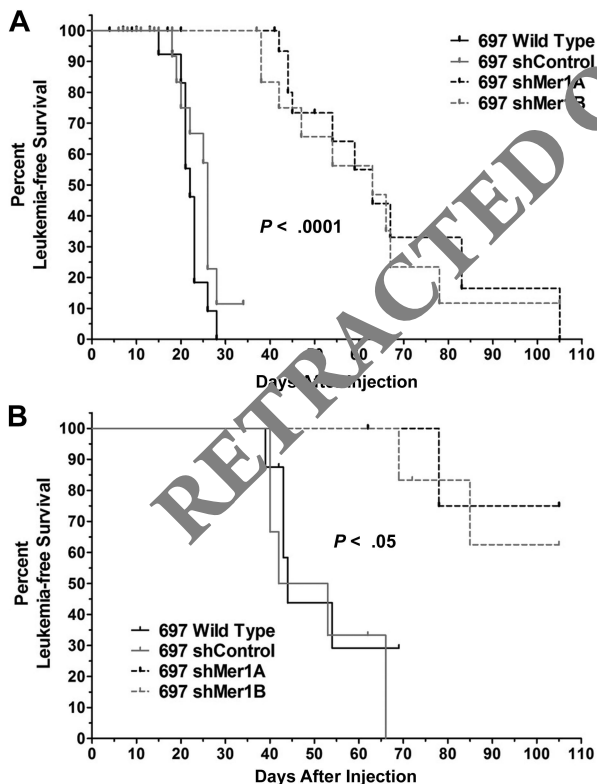 A
697 Wild Type
697 shControl
697 shMer1A
697 shMer1B
Percent
Leukemia-free Survival
100
90
80
70
60
50
40
30
20
10
0
P < .0001
0 10 20 30 40 50 60 70 80 90 100 110
Days After Injection
RETRACTED
B
Percent
Leukemia-free Survival
100
90
80
70
60
50
40
30
20
10
0
P < .05
697 Wild Type
697 shControl
697 shMer1A
697 shMer1B
0 10 20 30 40 50 60 70 80 90 100 110
Days After Injection